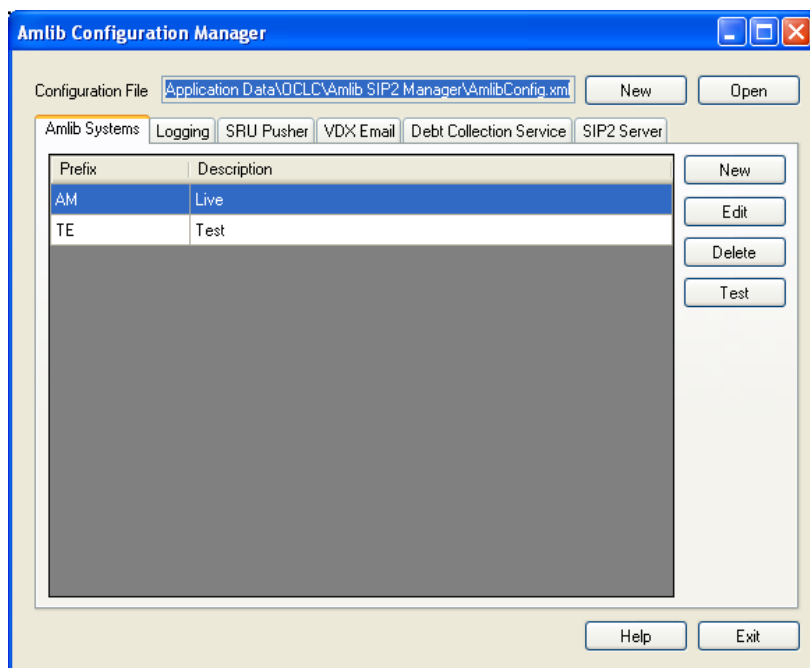 Amlib Configuration Manager
Configuration File Application Data\OCLC\Amlib SIP2 Manager\AmlibConfig.xml New Open
Amlib Systems Logging SRU Pusher VDX Email Debt Collection Service SIP2 Server
Prefix Description New
AM Live
Edit
TE Test
Delete
Test
Help Exit